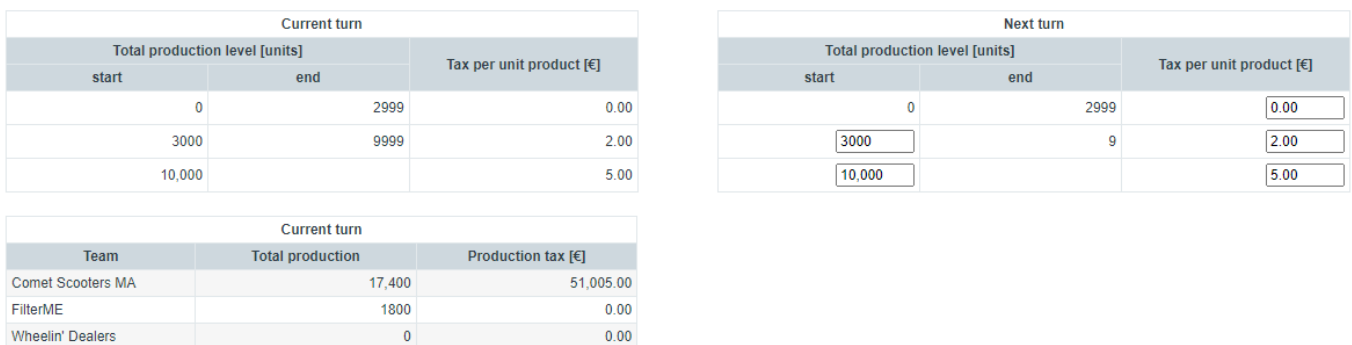 Current turn
Total production level [units] Tax per unit product [€]
start end
0 2999 0.00
3000 9999 2.00
10,000 5.00
Next turn
Total production level [units] Tax per unit product [€]
start end
0 2999 0.00
3000 9 2.00
10,000 5.00
Current turn
Team Total production Production tax [€]
Comet Scooters MA 17,400 51,005.00
FilterME 1800 0.00
Wheelin' Dealers 0 0.00